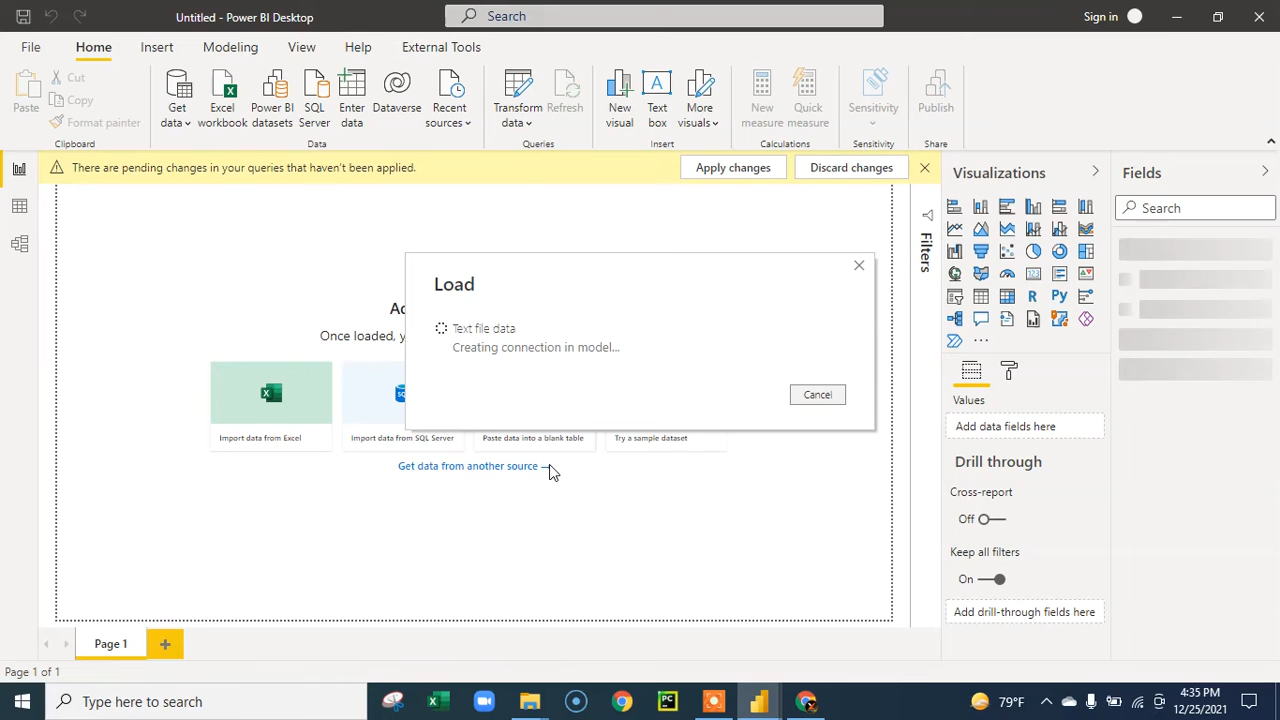 Untitled - Power BI Desktop
Search
Sign in
File
Home
Insert
Modeling
View
Help
External Tools
Paste
Cut
Copy
Format painter
Clipboard
Get data
Excel workbook
Power BI datasets
SQL Server
Enter data
Dataverse
Recent sources
Data
Transform data
Refresh
Queries
New visual
Text box
More visuals
Insert
New measure
Quick measure
Calculations
Sensitivity
Sensitivity
Publish
Share
There are pending changes in your queries that haven't been applied.
Apply changes
Discard changes
Load
Text file data
Creating connection in model...
Cancel
Once loaded,
Import data from Excel
Import data from SQL Server
Paste data into a blank table
Try a sample dataset
Get data from another source →
Filters
Visualizations
R
Py
123
Values
Add data fields here
Drill through
Cross-report
Off
Keep all filters
On
Add drill-through fields here
Fields
Search
Page 1
Page 1 of 1
Type here to search
79°F
4:35 PM
12/25/2021